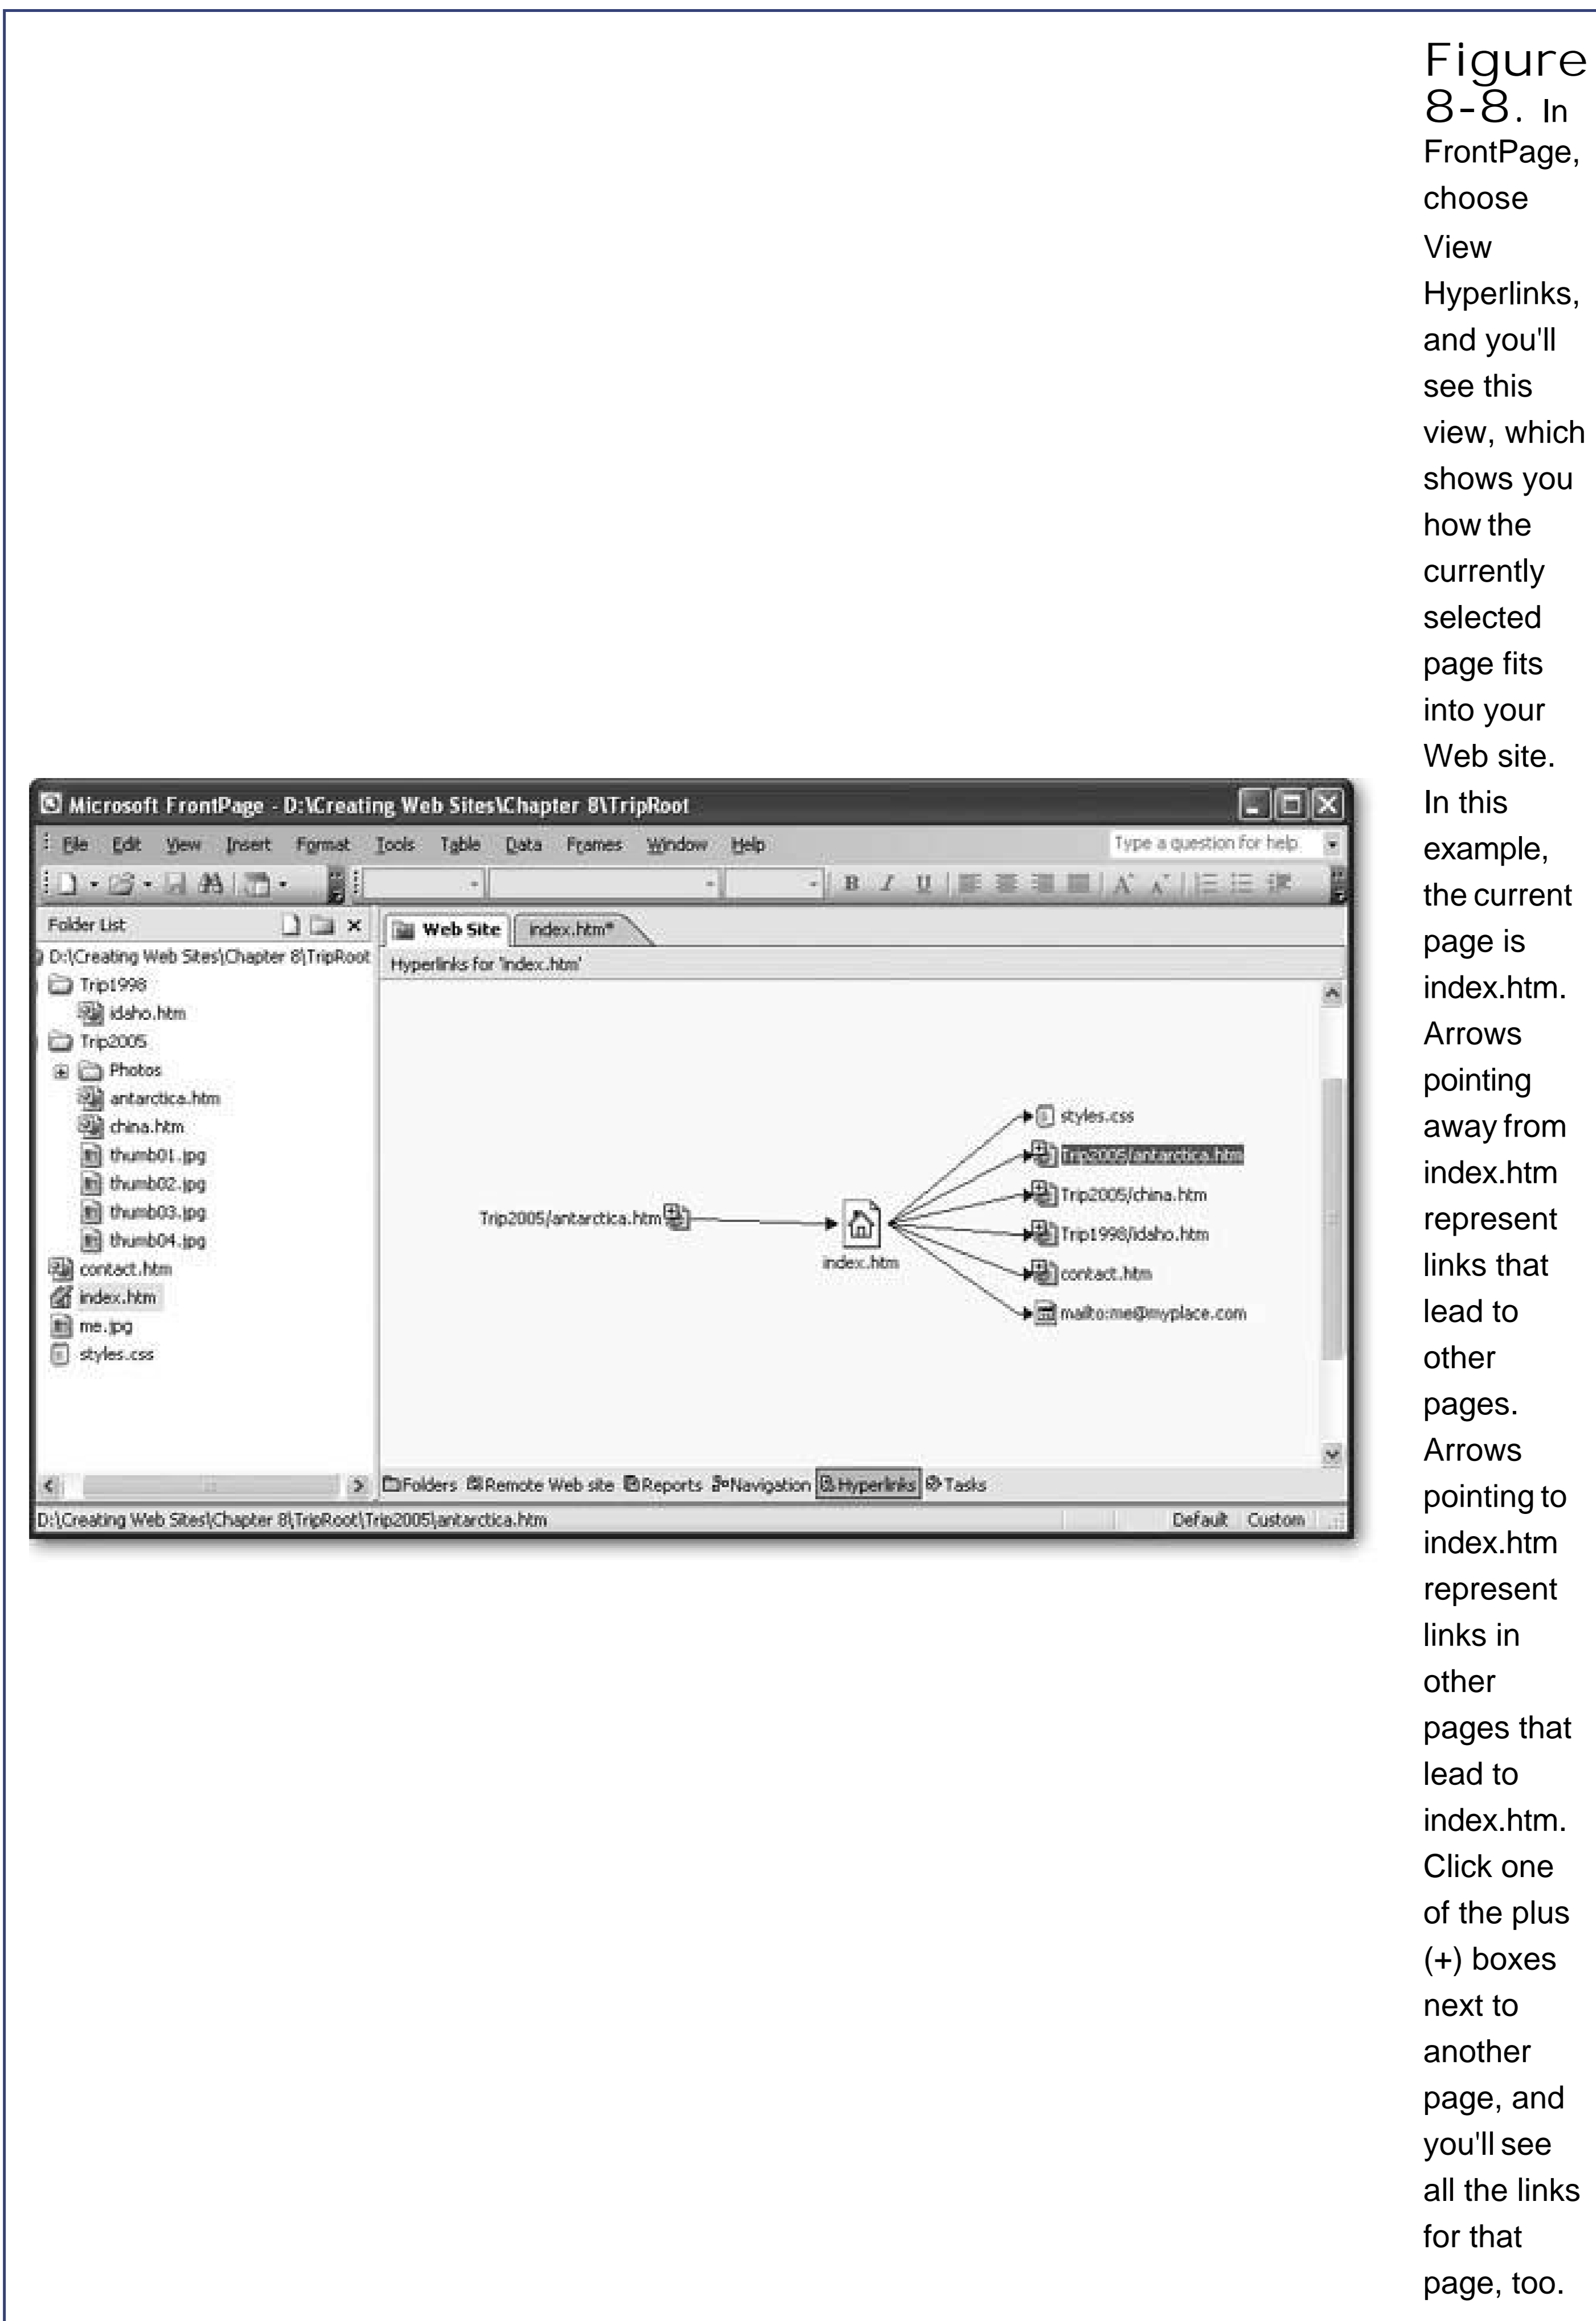 Microsoft FrontPage - D:\Creating Web Sites\Chapter 8\TripRoot
File Edit View Insert Format Tools Table Data Frames Window Help Type a question for help
B I U A A
Folder List
Web Site index.htm*
D:\Creating Web Sites\Chapter 8\TripRoot
Hyperlinks for 'index.htm'
Trip1998
idaho.htm
Trip2005
Photos
antarctica.htm
china.htm
thumb01.jpg
thumb02.jpg
thumb03.jpg
thumb04.jpg
contact.htm
index.htm
me.jpg
styles.css
Trip2005/antarctica.htm
index.htm
styles.css
Trip2005/antarctica.htm
Trip2005/china.htm
Trip1998/idaho.htm
contact.htm
mailto:me@myplace.com
Folders Remote Web site Reports Navigation Hyperlinks Tasks
D:\Creating Web Sites\Chapter 8\TripRoot\Trip2005\antarctica.htm Default Custom
Figure
8-8. In
FrontPage,
choose
View
Hyperlinks,
and you'll
see this
view, which
shows you
how the
currently
selected
page fits
into your
Web site.
In this
example,
the current
page is
index.htm.
Arrows
pointing
away from
index.htm
represent
links that
lead to
other
pages.
Arrows
pointing to
index.htm
represent
links in
other
pages that
lead to
index.htm.
Click one
of the plus
(+) boxes
next to
another
page, and
you'll see
all the links
for that
page, too.